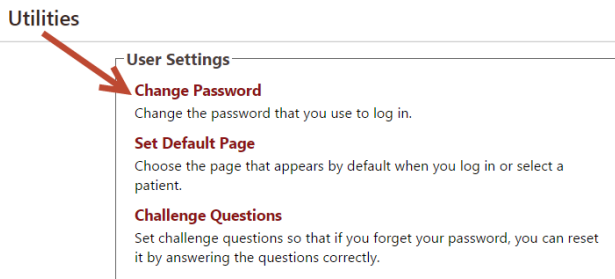 Utilities
User Settings
Change Password
Change the password that you use to log in.
Set Default Page
Choose the page that appears by default when you log in or select a
patient.
Challenge Questions
Set challenge questions so that if you forget your password, you can reset
it by answering the questions correctly.